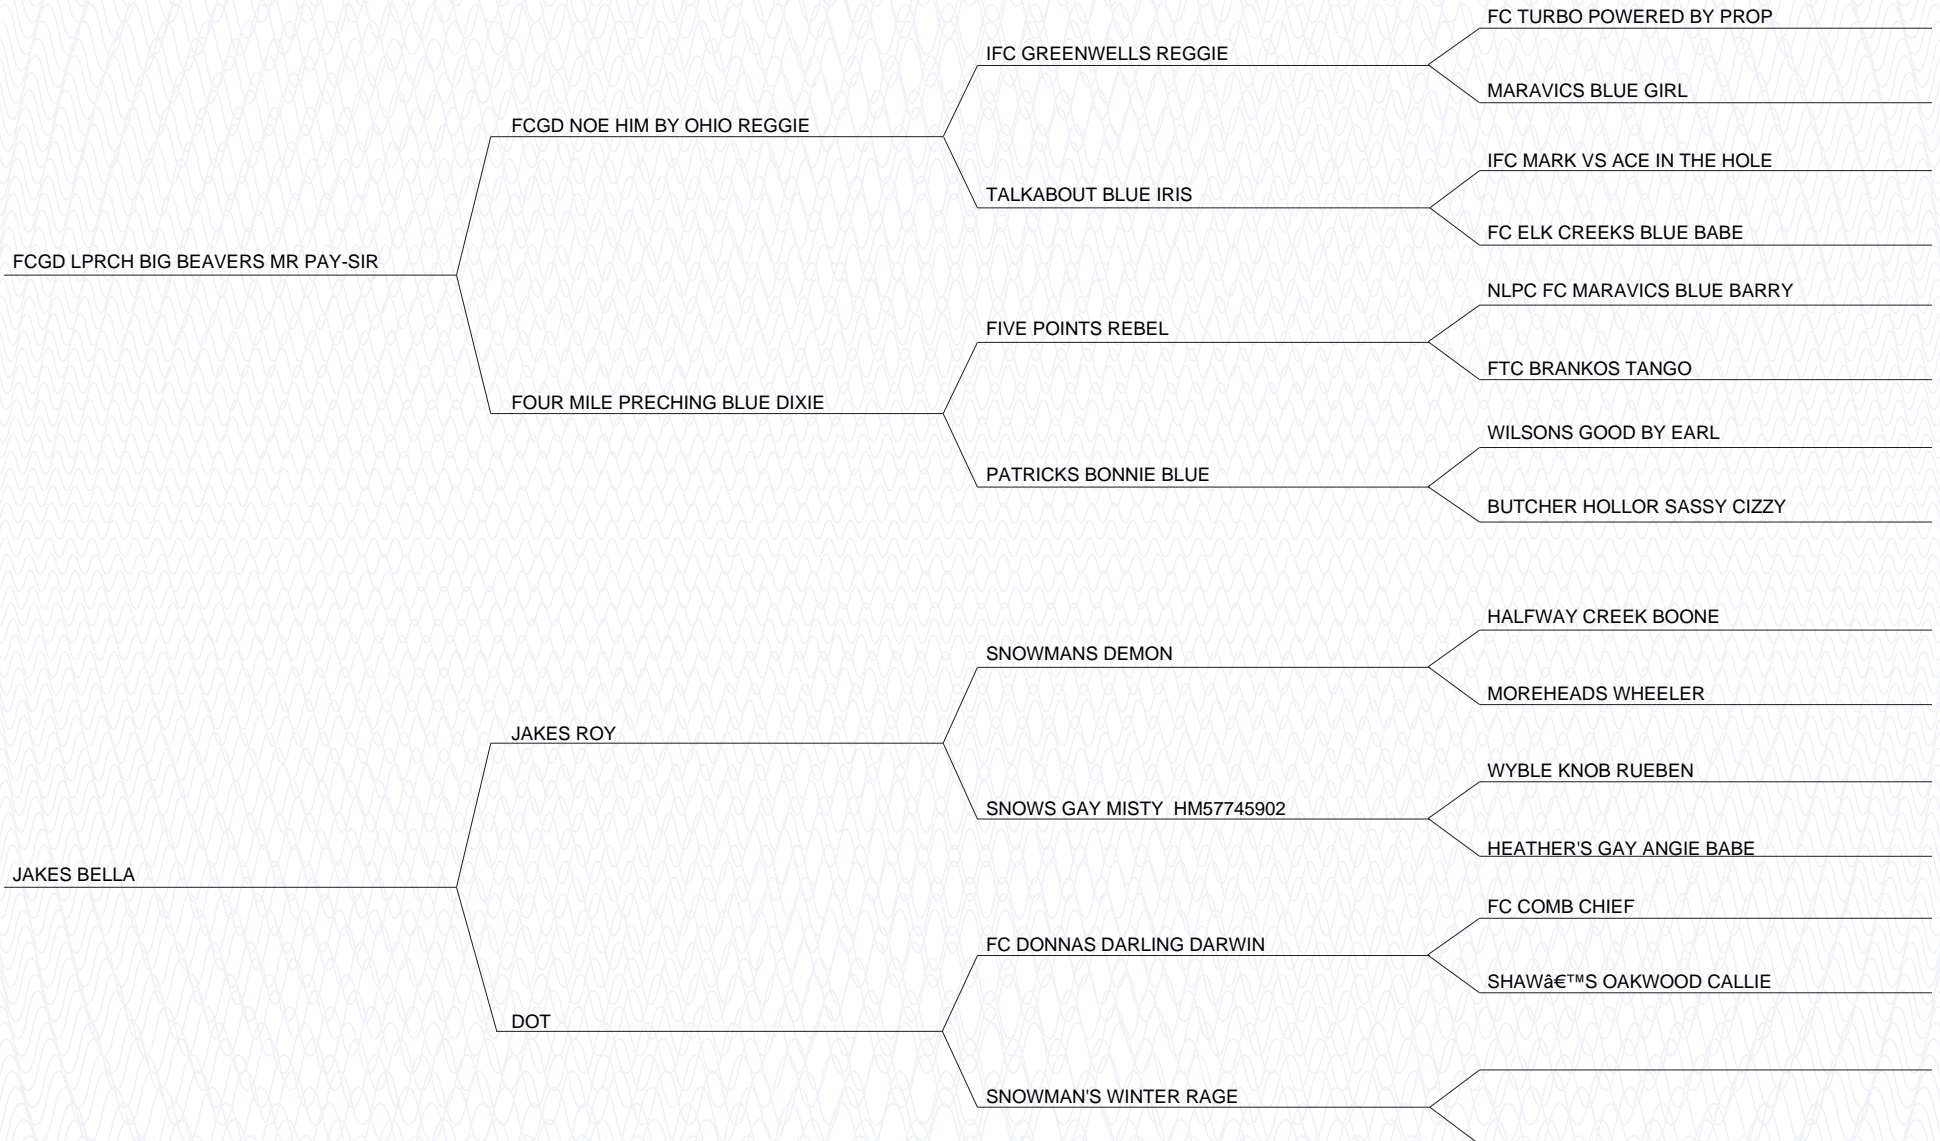 FC TURBO POWERED BY PROP
IFC GREENWELLS REGGIE
MARAVICS BLUE GIRL
FCGD NOE HIM BY OHIO REGGIE
IFC MARK VS ACE IN THE HOLE
TALKABOUT BLUE IRIS
FC ELK CREEKS BLUE BABE
FCGD LPRCH BIG BEAVERS MR PAY-SIR
NLPC FC MARAVICS BLUE BARRY
FIVE POINTS REBEL
FTC BRANKOS TANGO
FOUR MILE PRECHING BLUE DIXIE
WILSONS GOOD BY EARL
PATRICKS BONNIE BLUE
BUTCHER HOLLOR SASSY CIZZY
HALFWAY CREEK BOONE
SNOWMANS DEMON
MOREHEADS WHEELER
JAKES ROY
WYBLE KNOB RUEBEN
SNOWS GAY MISTY  HM57745902
HEATHER'S GAY ANGIE BABE
JAKES BELLA
FC COMB CHIEF
FC DONNAS DARLING DARWIN
SHAWâ€™S OAKWOOD CALLIE
DOT
SNOWMAN'S WINTER RAGE